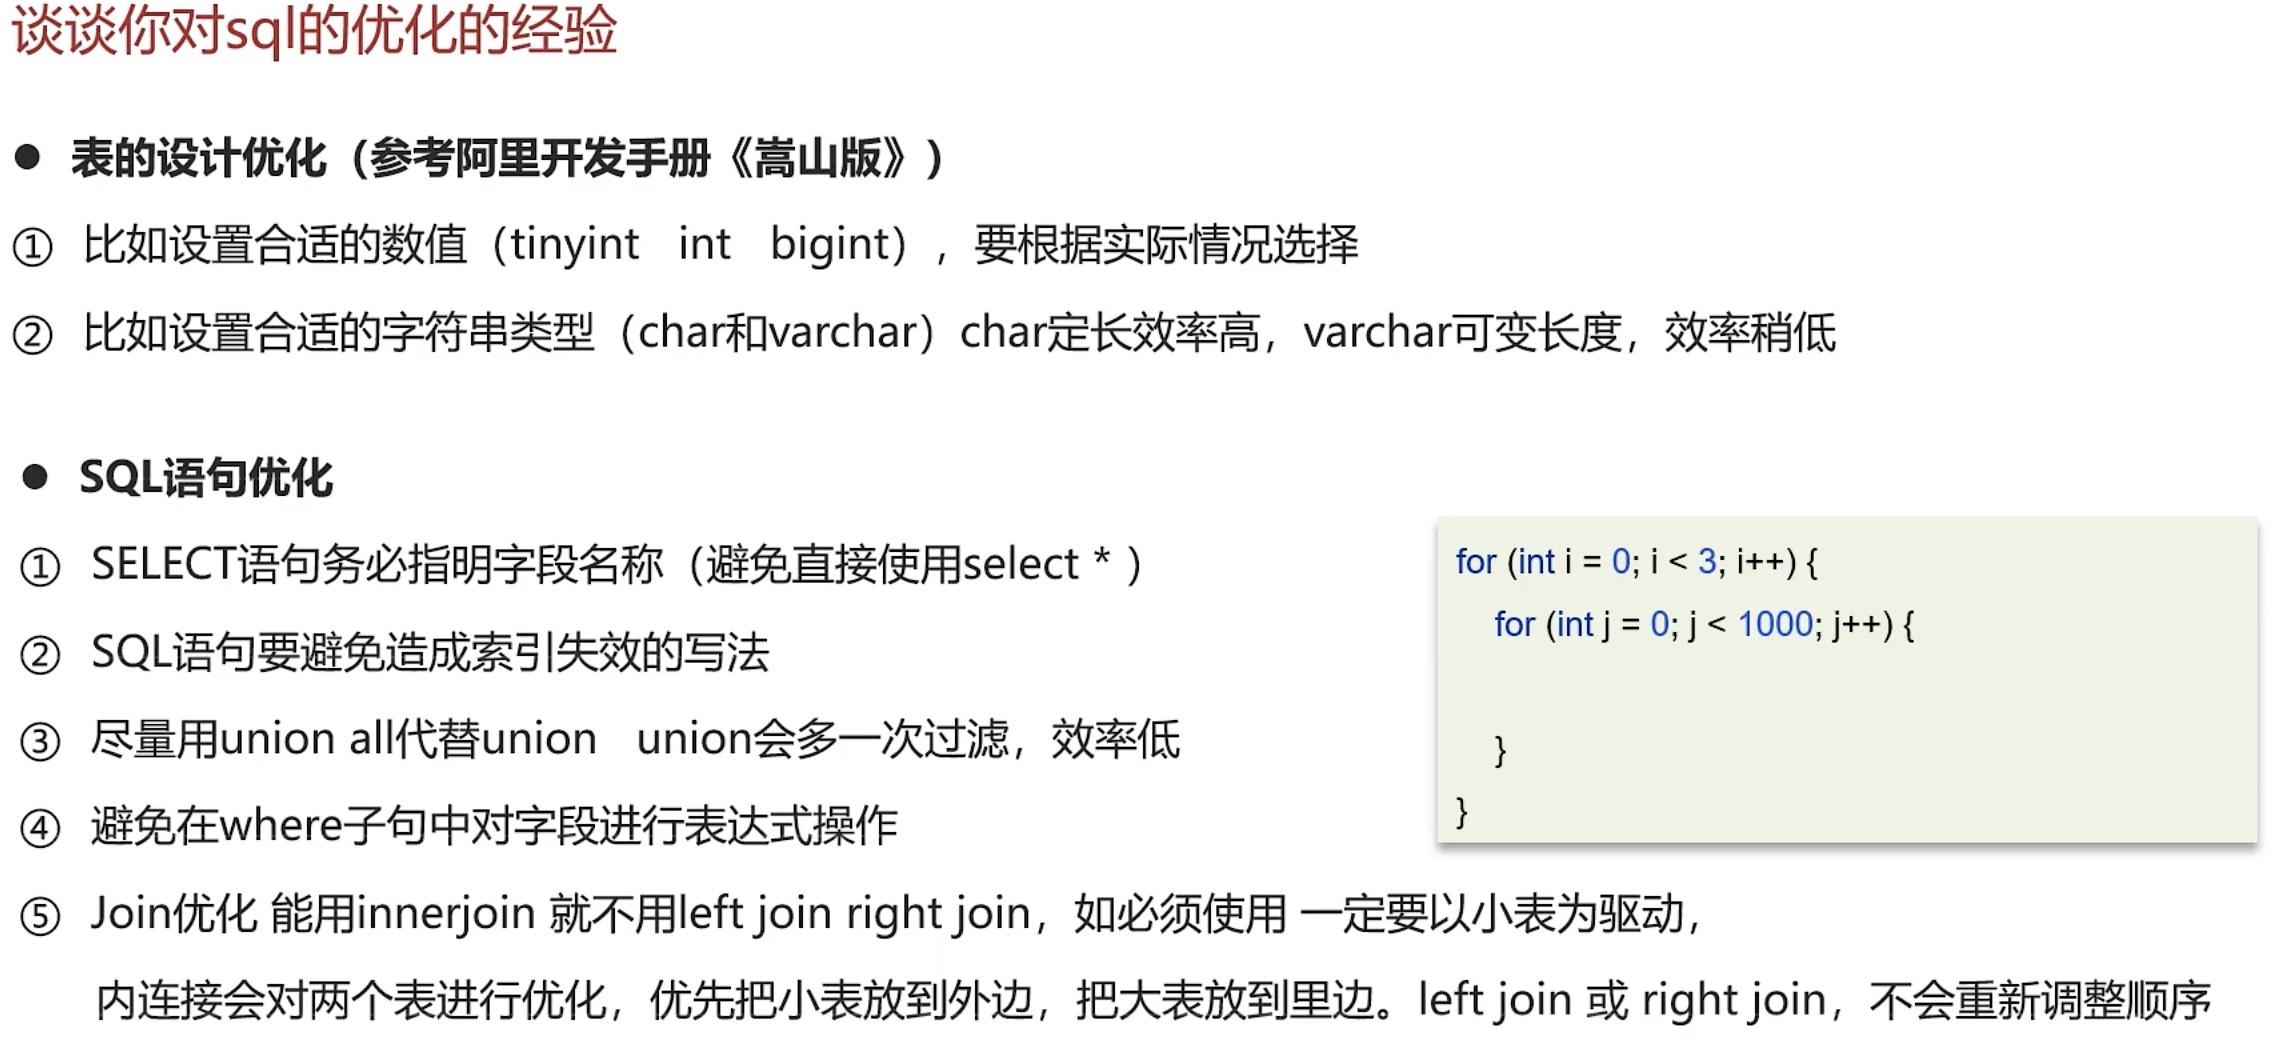 谈谈你对sql的优化的经验
● 表的设计优化（参考阿里开发手册《嵩山版》）
① 比如设置合适的数值（tinyint int bigint），要根据实际情况选择
② 比如设置合适的字符串类型（char和varchar）char定长效率高，varchar可变长度，效率稍低
● SQL语句优化
① SELECT语句务必指明字段名称（避免直接使用select * ）
② SQL语句要避免造成索引失效的写法
③ 尽量用union all代替union union会多一次过滤，效率低
④ 避免在where子句中对字段进行表达式操作
⑤ Join优化 能用innerjoin 就不用left join right join，如必须使用 一定要以小表为驱动，
内连接会对两个表进行优化，优先把小表放到外边，把大表放到里边。left join 或 right join，不会重新调整顺序
for (int i = 0; i < 3; i++) {
for (int j = 0; j < 1000; j++) {
}
}